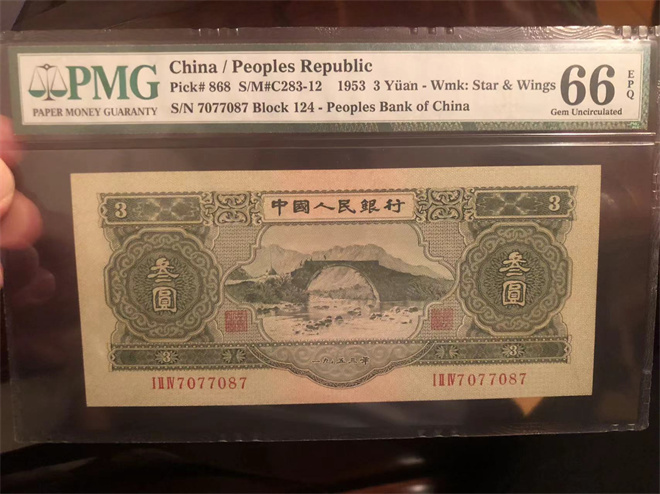 PMG
PAPER MONEY GUARANTY
China / Peoples Republic
Pick# 868 S/M#C283-12 1953 3 Yüan - Wmk: Star & Wings
S/N 7077087 Block 124 - Peoples Bank of China
66 EPQ
Gem Uncirculated
3 中國人民銀行 3
叁圓 叁圓
一九五三年
3 3
I II IV 7077087 I II IV 7077087